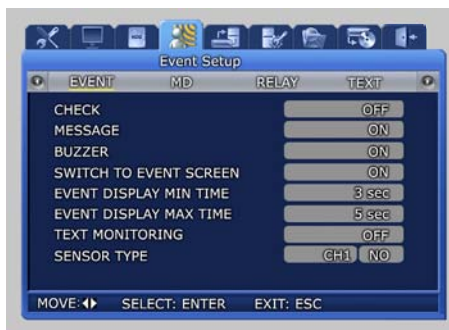 Event Setup
EVENT MD RELAY TEXT
CHECK OFF
MESSAGE ON
BUZZER ON
SWITCH TO EVENT SCREEN ON
EVENT DISPLAY MIN TIME 3 sec
EVENT DISPLAY MAX TIME 5 sec
TEXT MONITORING OFF
SENSOR TYPE CH1 NO
MOVE: SELECT: ENTER EXIT: ESC